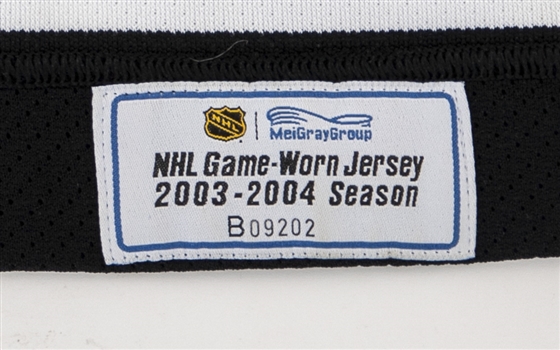 NHL MeiGrayGroup
NHL Game-Worn Jersey
2003-2004 Season
B09202